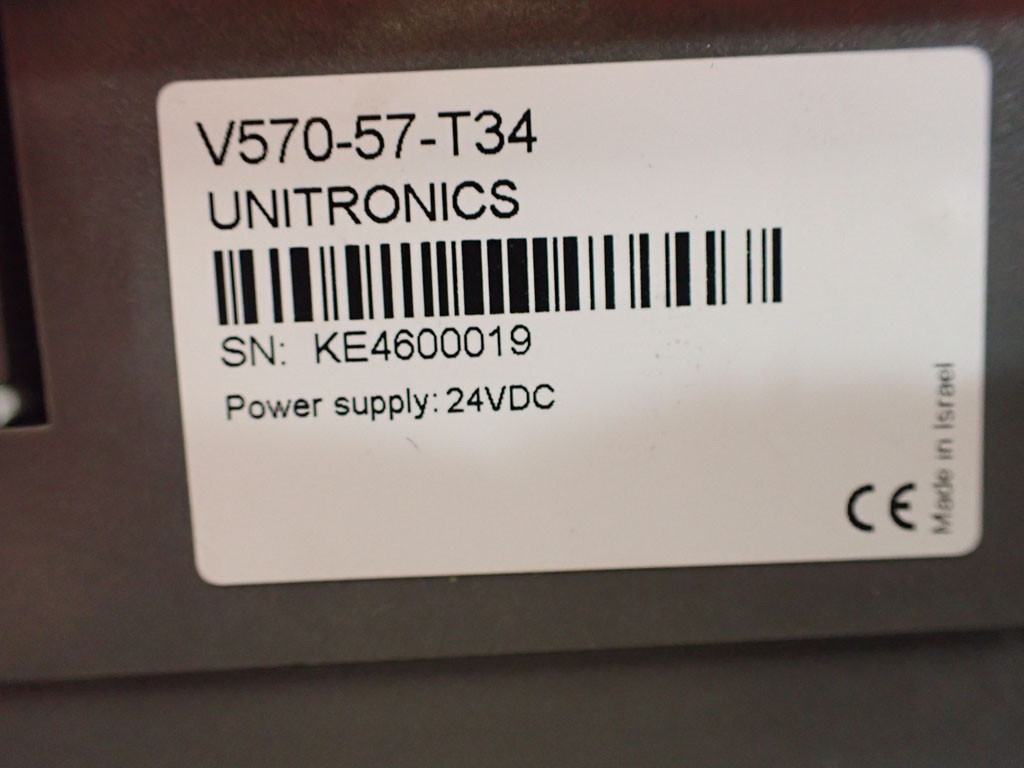 V570-57-T34
UNITRONICS
SN: KE4600019
Power supply: 24VDC
CE
Made in Israel